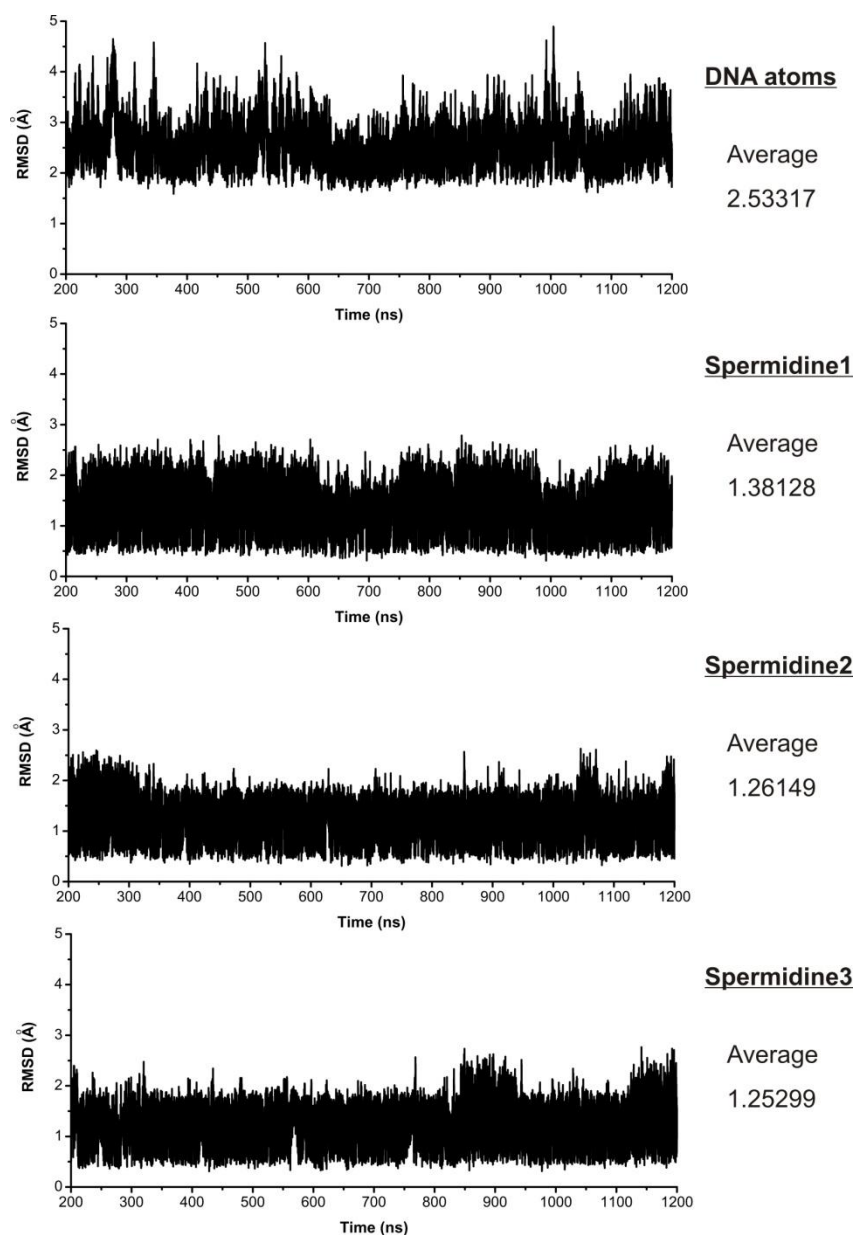 5
4
3
2
1
0
RMSD (Å)
200 300 400 500 600 700 800 900 1000 1100 1200
Time (ns)
DNA atoms
Average
2.53317
5
4
3
2
1
0
RMSD (Å)
200 300 400 500 600 700 800 900 1000 1100 1200
Time (ns)
Spermidine1
Average
1.38128
5
4
3
2
1
0
RMSD (Å)
200 300 400 500 600 700 800 900 1000 1100 1200
Time (ns)
Spermidine2
Average
1.26149
5
4
3
2
1
0
RMSD (Å)
200 300 400 500 600 700 800 900 1000 1100 1200
Time (ns)
Spermidine3
Average
1.25299